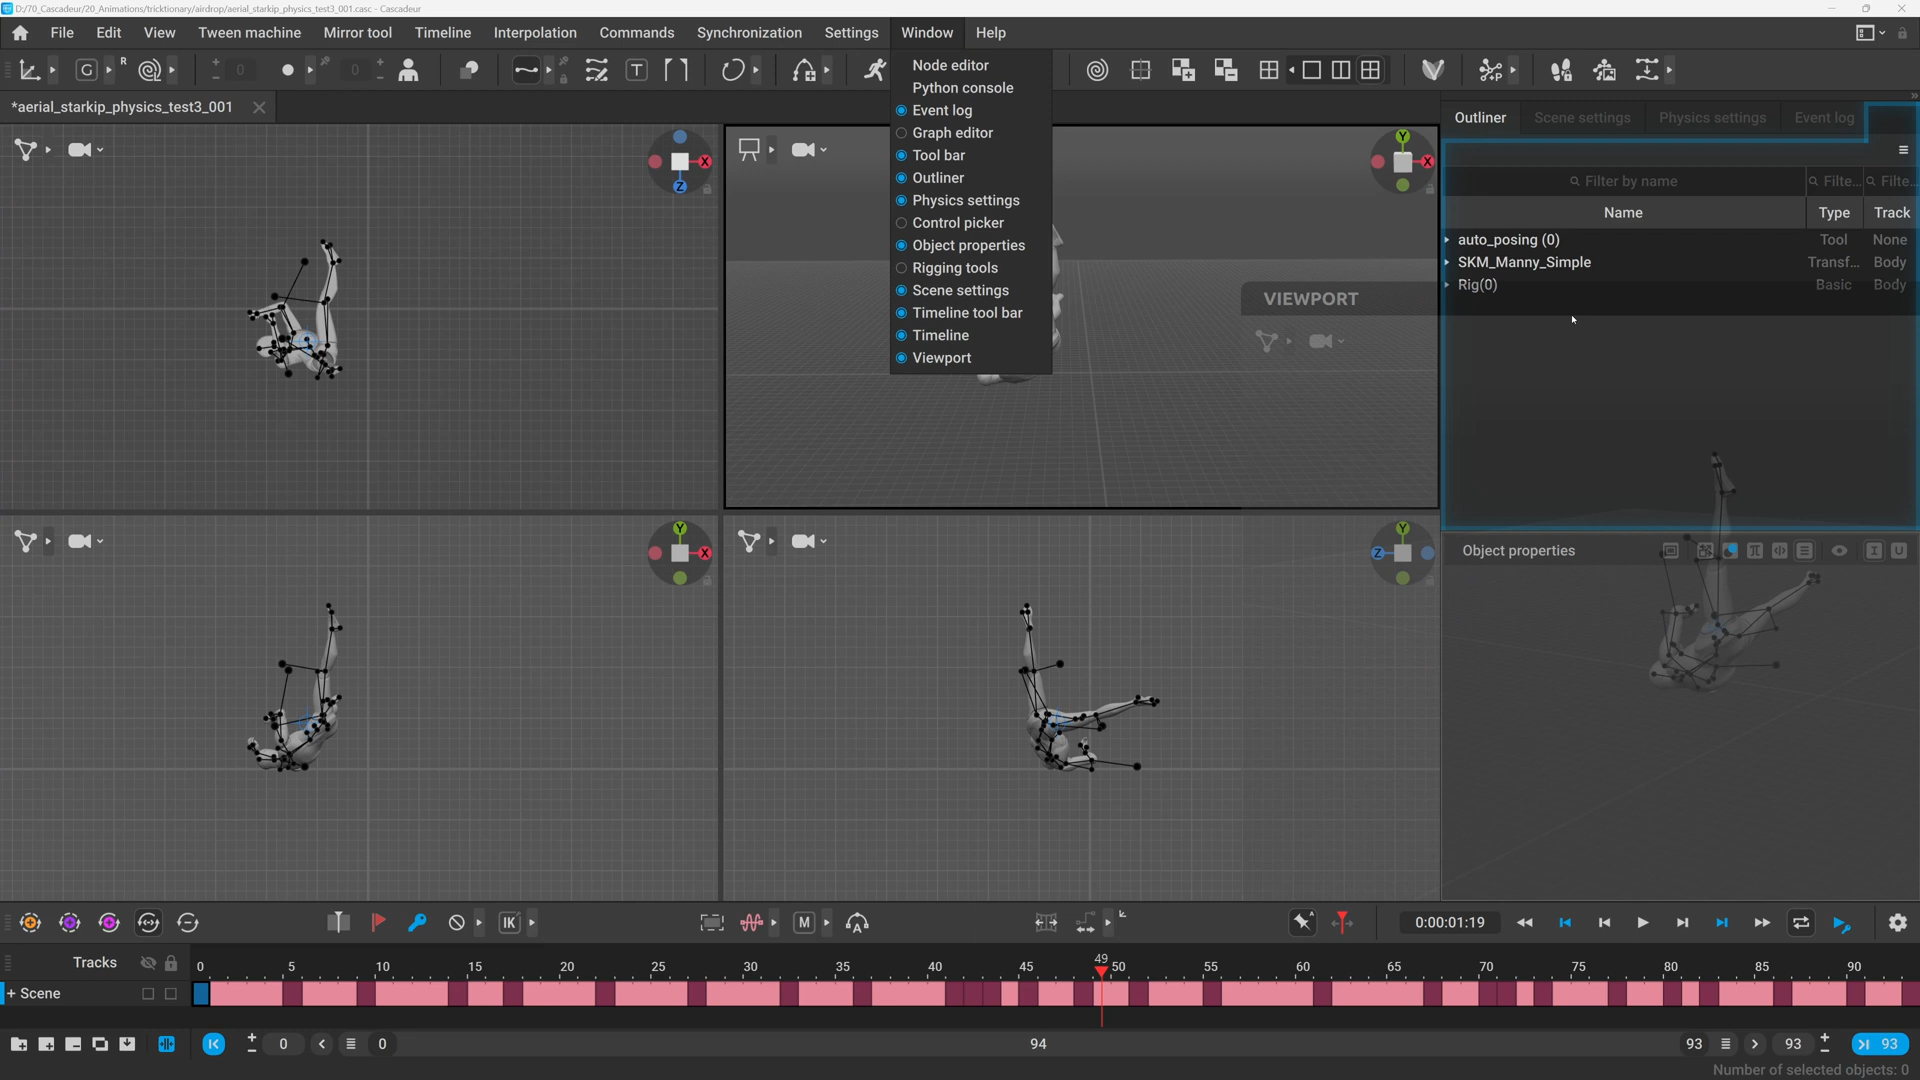 D:/70_Cascadeur/20_Animations/tricktionary/airdrop/aerial_starkip_physics_test3_001.casc - Cascadeur
File Edit View Tween machine Mirror tool Timeline Interpolation Commands Synchronization Settings Window Help
G R 0 0 T P
*aerial_starkip_physics_test3_001
Node editor
Python console
Event log
Graph editor
Tool bar
Outliner
Physics settings
Control picker
Object properties
Rigging tools
Scene settings
Timeline tool bar
Timeline
Viewport
X
Z
Y
X
VIEWPORT
Outliner Scene settings Physics settings Event log
Filter by name Filte... Filte...
Name Type Track
auto_posing (0) Tool None
SKM_Manny_Simple Transf... Body
Rig(0) Basic Body
Y
X
Y
Z
Object properties
IK M 0:00:01:19
Tracks 0 5 10 15 20 25 30 35 40 45 49 50 55 60 65 70 75 80 85 90
+ Scene
0 0 94 93 93 93
Number of selected objects: 0